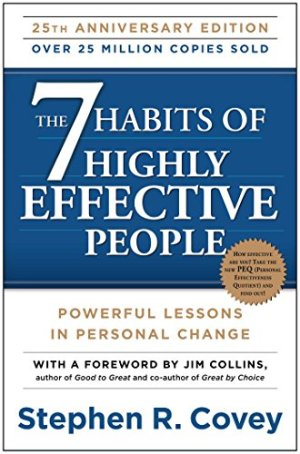 25TH ANNIVERSARY EDITION
OVER 25 MILLION COPIES SOLD
THE 7 HABITS OF
HIGHLY
EFFECTIVE
PEOPLE
HOW EFFECTIVE
ARE YOU? TAKE THE
NEW PEQ (PERSONAL
EFFECTIVENESS
QUOTIENT) AND
FIND OUT!
POWERFUL LESSONS
IN PERSONAL CHANGE
WITH A FOREWORD BY JIM COLLINS,
author of Good to Great and co-author of Great by Choice
Stephen R. Covey